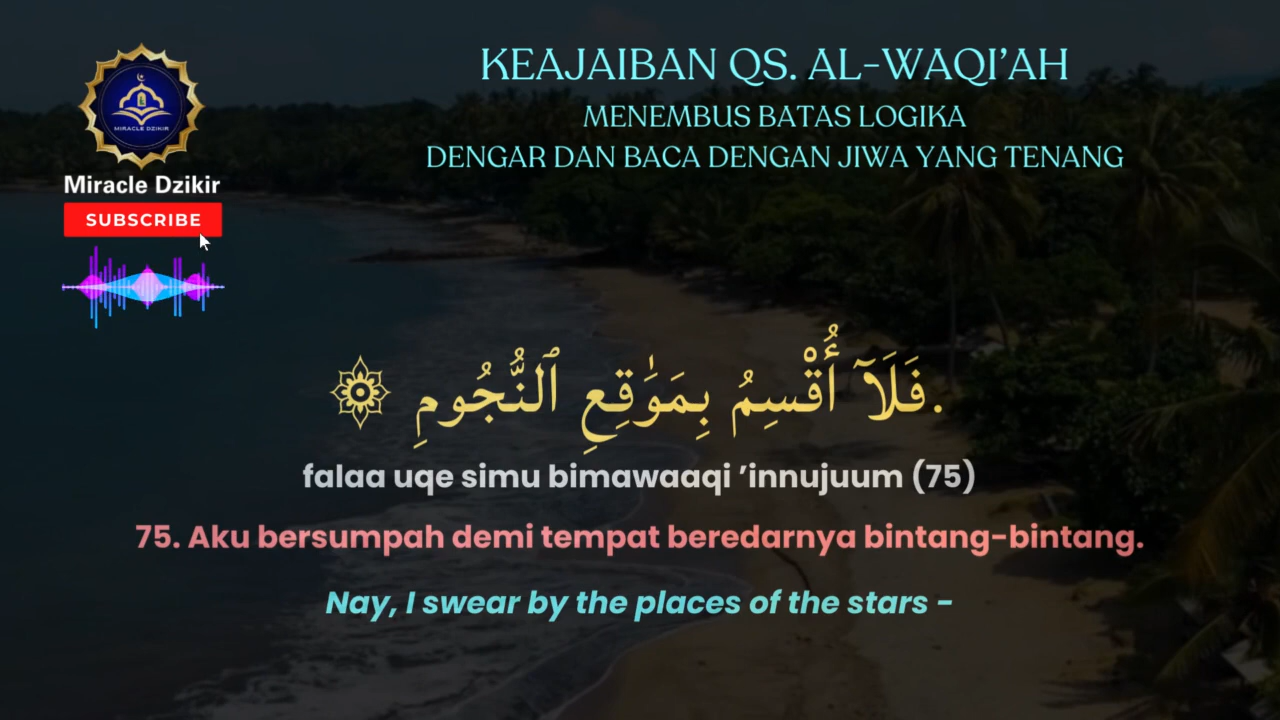 KEAJAIBAN QS. AL-WAQI'AH
MENEMBUS BATAS LOGIKA
DENGAR DAN BACA DENGAN JIWA YANG TENANG
MIRACLE DZIKIR
Miracle Dzikir
SUBSCRIBE
.فَلَآ أُقْسِمُ بِمَوَٰقِعِ ٱلنُّجُومِ ۞
falaa uqe simu bimawaaqi ’innujuum (75)
75. Aku bersumpah demi tempat beredarnya bintang-bintang.
Nay, I swear by the places of the stars -